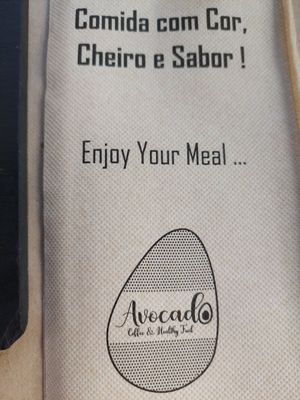 Comida com Cor,
Cheiro e Sabor !
Enjoy Your Meal ...
Avocado
Coffee & Healthy Food